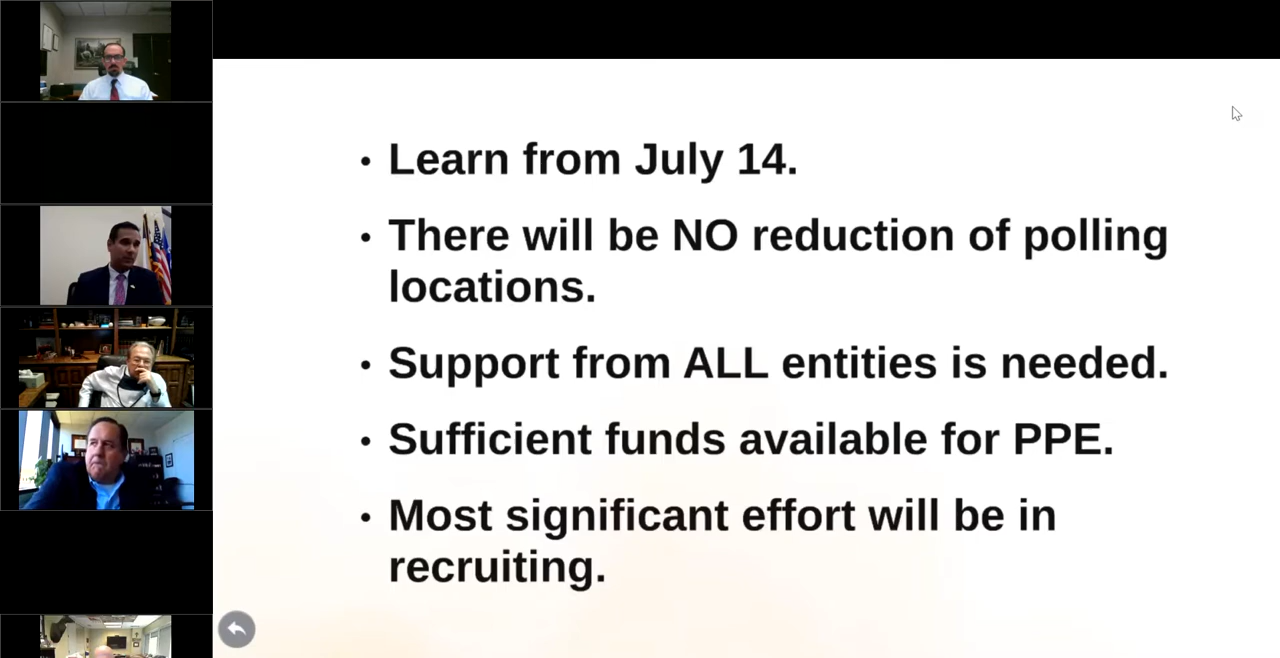 • Learn from July 14.
• There will be NO reduction of polling
locations.
• Support from ALL entities is needed.
• Sufficient funds available for PPE.
• Most significant effort will be in
recruiting.